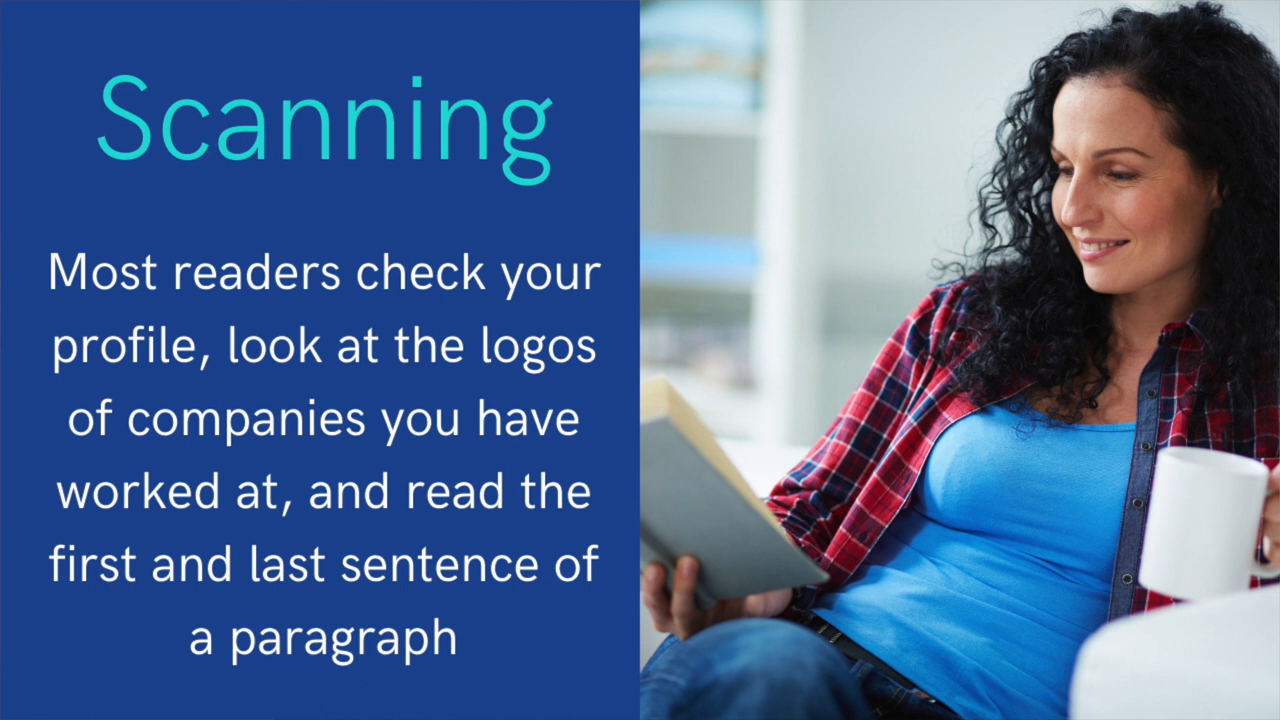 Scanning
Most readers check your
profile, look at the logos
of companies you have
worked at, and read the
first and last sentence of
a paragraph